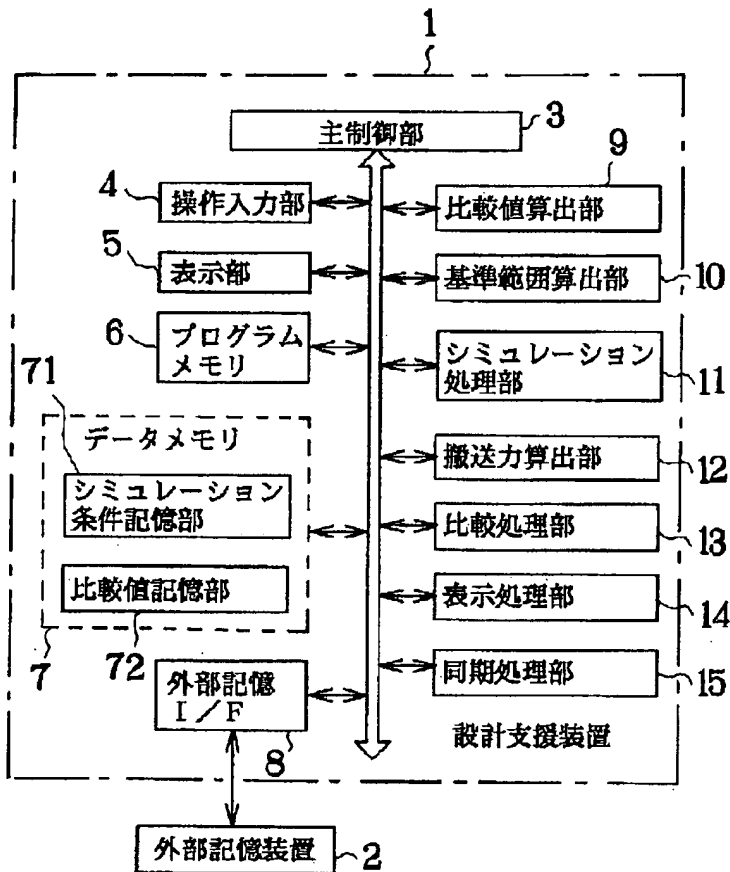 1
主制御部
3
4
操作入力部
9
比較値算出部
5
表示部
基準範囲算出部
10
6
プログラム
メモリ
シミュレーション
処理部
11
71
データメモリ
シミュレーション
条件記憶部
搬送力算出部
12
比較処理部
13
比較値記憶部
表示処理部
14
7
72
外部記憶
I/F
8
同期処理部
15
設計支援装置
外部記憶装置
2